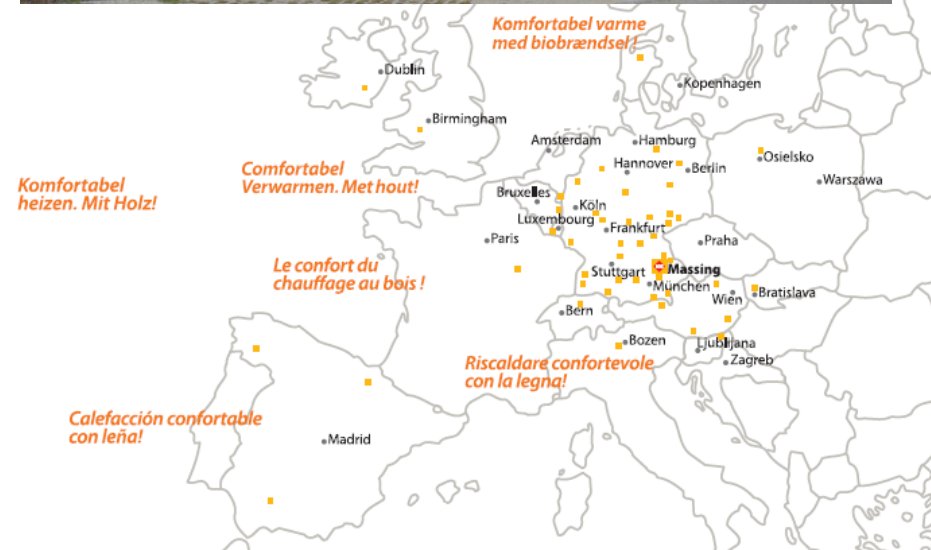 Komfortabel varme
med biobrændsel !
Dublin
Kopenhagen
Birmingham
Amsterdam
Hamburg
Hannover
Berlin
Osielsko
Warszawa
Comfortabel
Verwarmen. Met hout!
Komfortabel
heizen. Mit Holz!
Bruxelles
Köln
Luxembourg
Frankfurt
Paris
Praha
Le confort du
chauffage au bois !
Stuttgart
Massing
München
Wien
Bratislava
Bern
Bozen
Ljubljana
Zagreb
Riscaldare confortevole
con la legna!
Calefacción confortable
con leña!
Madrid